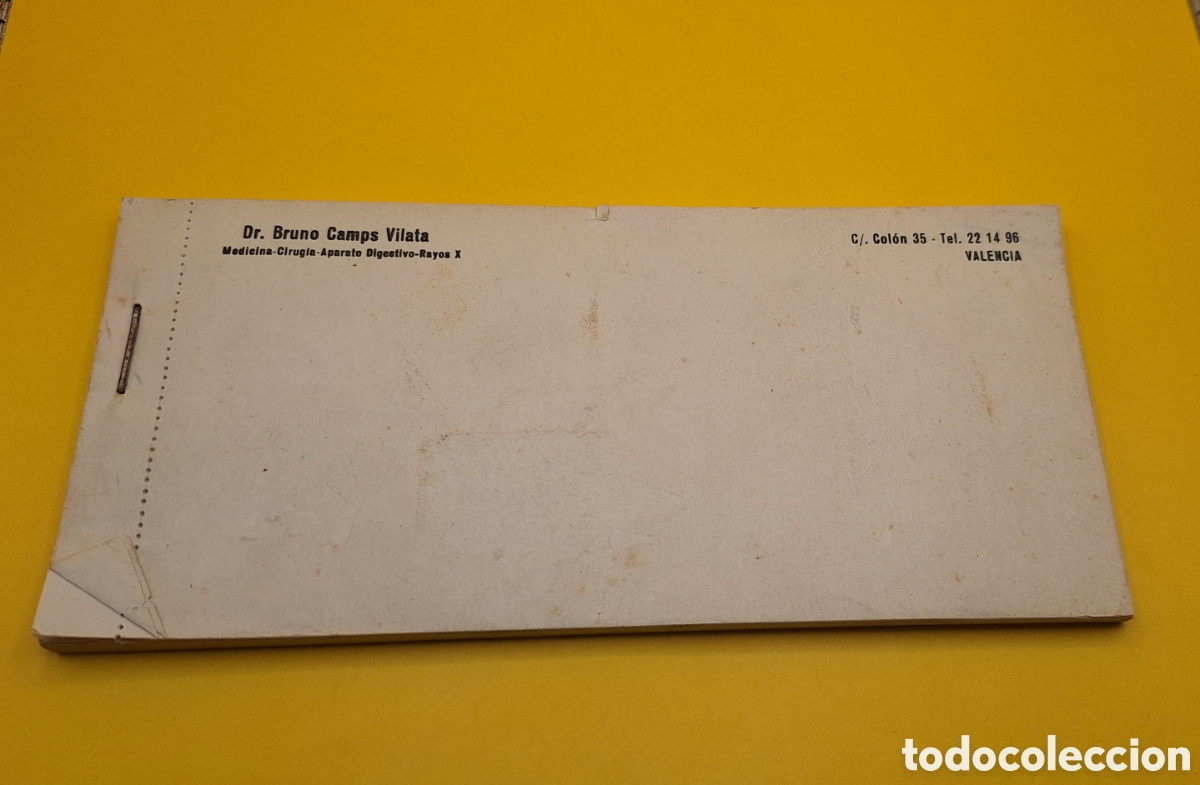 Dr. Bruno Camps Vilata
Medicina-Cirugía-Aparato Digestivo-Rayos X
C/. Colón 35 - Tel. 22 14 96
VALENCIA
todocoleccion